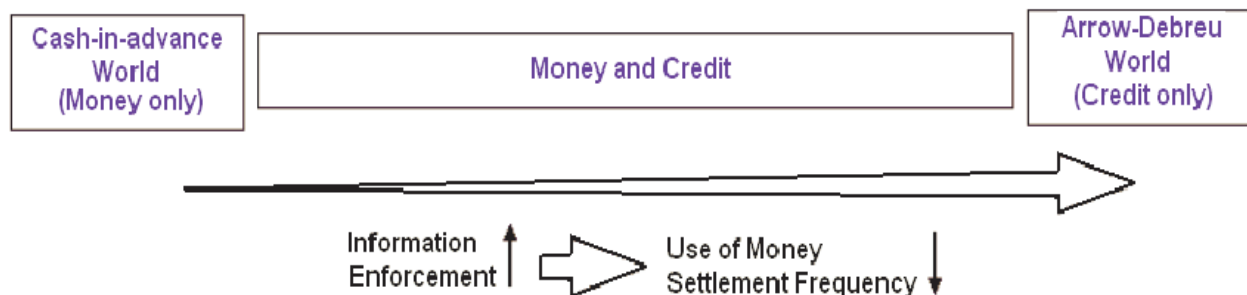 Cash-in-advance
World
(Money only)
Money and Credit
Arrow-Debreu
World
(Credit only)
Information
Enforcement
Use of Money
Settlement Frequency